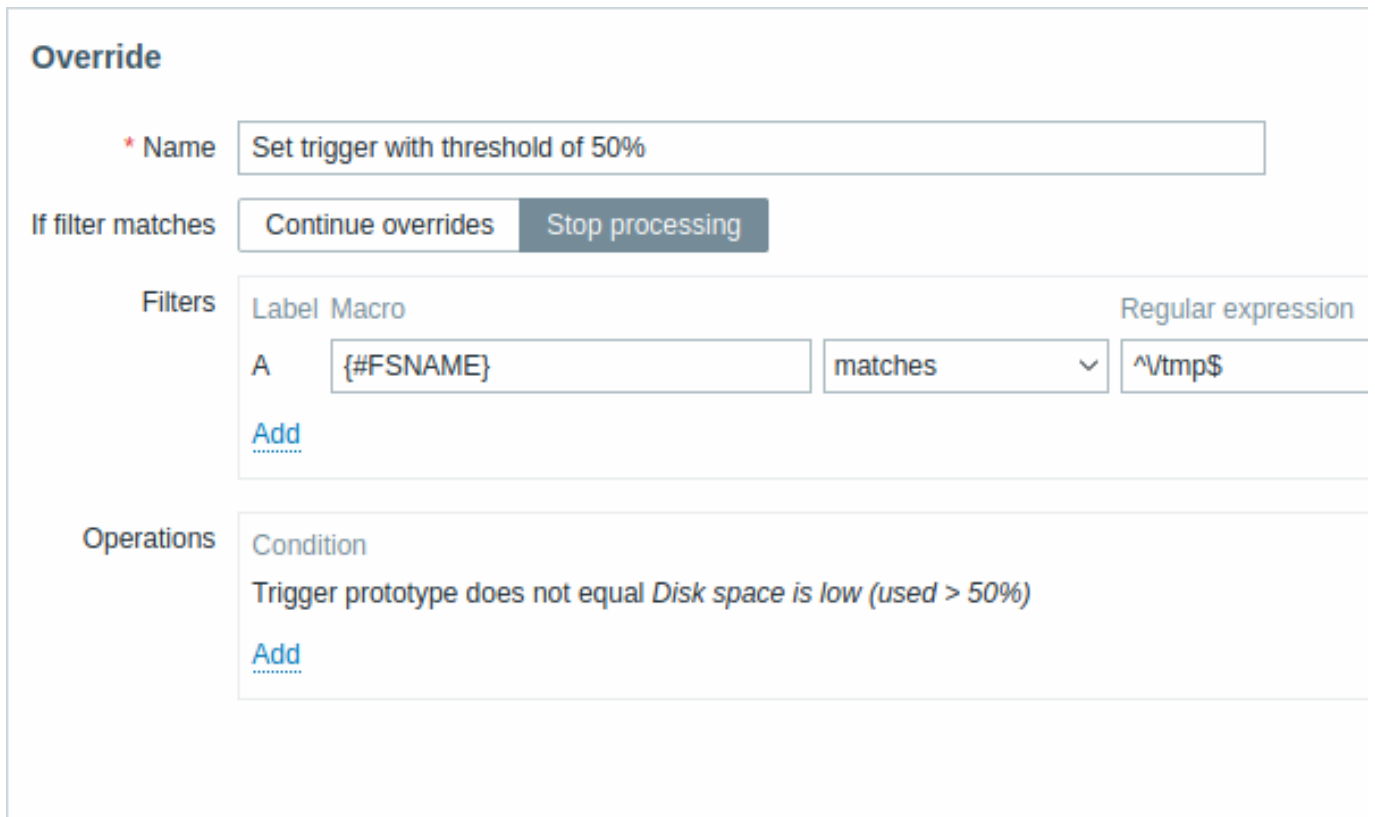 Override
* Name Set trigger with threshold of 50%
If filter matches Continue overrides Stop processing
Filters Label Macro Regular expression
A {#FSNAME} matches ^\/tmp$
Add
Operations Condition
Trigger prototype does not equal Disk space is low (used > 50%)
Add